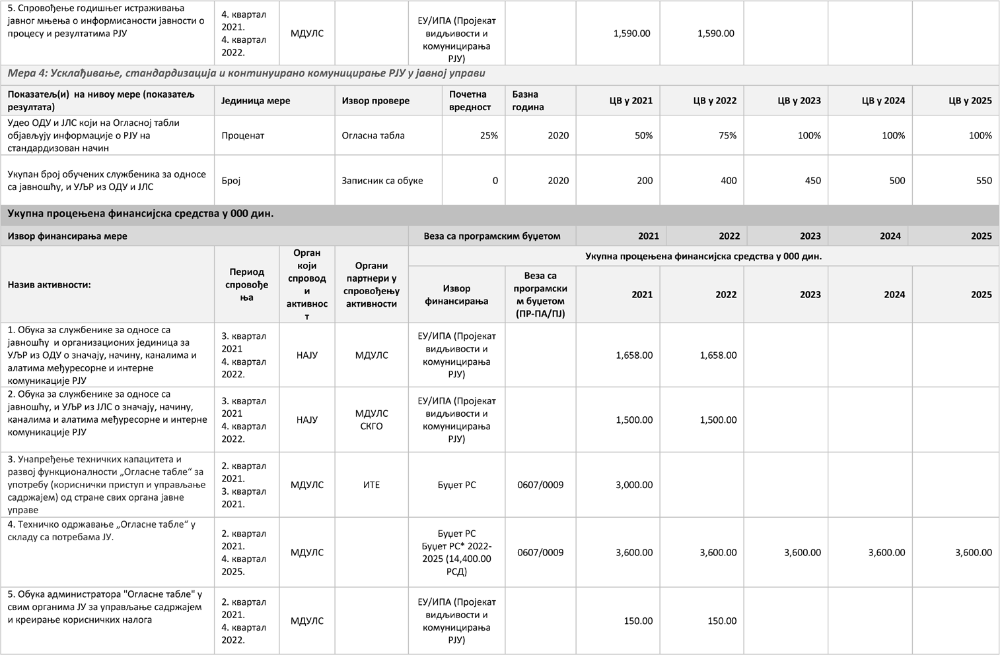 5. Спровођење годишњег истраживања
јавног мњења о информисаности јавности о
процесу и резултатима РЈУ
4. квартал
2021.
4. квартал
2022.
МДУЛС
ЕУ/ИПА (Пројекат
видљивости и
комуницирања
РЈУ)
1,590.00
1,590.00
Мера 4: Усклађивање, стандардизација и континуирано комуницирање РЈУ у јавној управи
Показатељ(и) на нивоу мере (показатељ
резултата)
Јединица мере
Извор провере
Почетна
вредност
Базна
година
ЦВ у 2021
ЦВ у 2022
ЦВ у 2023
ЦВ у 2024
ЦВ у 2025
Удео ОДУ и ЈЛС који на Огласној табли
објављују информације о РЈУ на
стандардизован начин
Проценат
Огласна табла
25%
2020
50%
75%
100%
100%
100%
Укупан број обучених службеника за односе
са јавношћу, и УЉР из ОДУ и ЈЛС
Број
Записник са обуке
0
2020
200
400
450
500
550
Укупна процењена финансијска средства у 000 дин.
Извор финансирања мере
Веза са програмским буџетом
2021
2022
2023
2024
2025
Назив активности:
Период
спровође
ња
Орган
који
спровод
и
активнос
т
Органи
партнери у
спровођењу
активности
Укупна процењена финансијска средства у 000 дин.
Извор
финансирања
Веза са
програмски
м буџетом
(ПР-ПА/ПЈ)
2021
2022
2023
2024
2025
1. Обука за службенике за односе са
јавношћу и организационих јединица за
УЉР из ОДУ о значају, начину, каналима и
алатима међуресорне и интерне
комуникације РЈУ
3. квартал
2021
4. квартал
2022.
НАЈУ
МДУЛС
ЕУ/ИПА (Пројекат
видљивости и
комуницирања
РЈУ)
1,658.00
1,658.00
2. Обука за службенике за односе са
јавношћу, и УЉР из ЈЛС о значају, начину,
каналима и алатима међуресорне и интерне
комуникације РЈУ
3. квартал
2021
4. квартал
2022.
НАЈУ
МДУЛС
СКГО
ЕУ/ИПА (Пројекат
видљивости и
комуницирања
РЈУ)
1,500.00
1,500.00
3. Унапређење техничких капацитета и
развој функционалности „Огласне табле“ за
употребу (кориснички приступ и управљање
садржајем) од стране свих органа јавне
управе
2. квартал
2021.
3. квартал
2021.
МДУЛС
ИТЕ
Буџет РС
0607/0009
3,000.00
4. Техничко одржавање „Огласне табле“ у
складу са потребама ЈУ.
2. квартал
2021.
4. квартал
2025.
МДУЛС
Буџет РС
Буџет РС* 2022-
2025 (14,400.00
РСД)
0607/0009
3,600.00
3,600.00
3,600.00
3,600.00
3,600.00
5. Обука администратора "Огласне табле" у
свим органима ЈУ за управљање садржајем
и креирање корисничких налога
2. квартал
2021.
4. квартал
2022.
МДУЛС
ЕУ/ИПА (Пројекат
видљивости и
комуницирања
РЈУ)
150.00
150.00